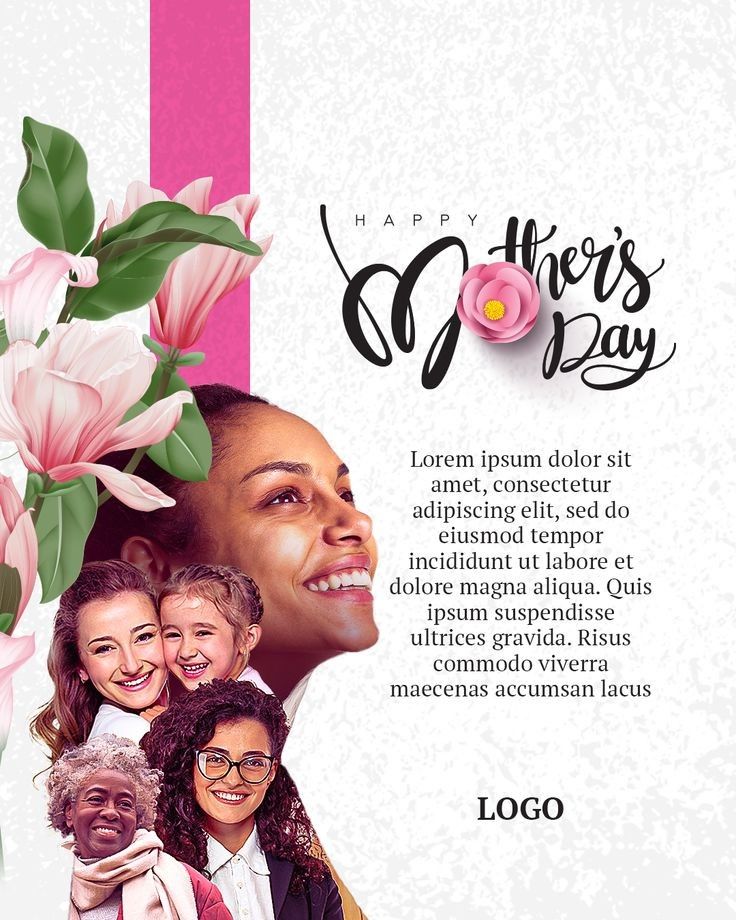 HAPPY
Mother's
Day
Lorem ipsum dolor sit
amet, consectetur
adipiscing elit, sed do
eiusmod tempor
incididunt ut labore et
dolore magna aliqua. Quis
ipsum suspendisse
ultrices gravida. Risus
commodo viverra
maecenas accumsan lacus
LOGO